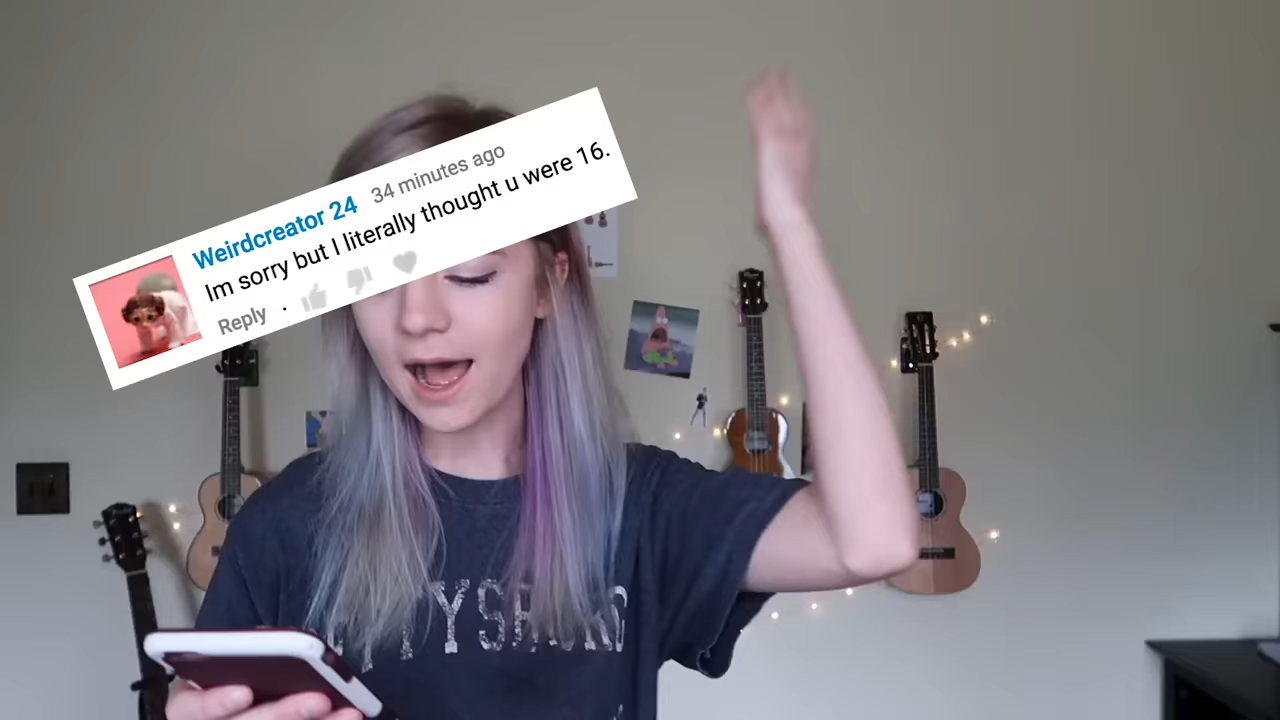 Weirdcreator 24 34 minutes ago
Im sorry but I literally thought u were 16.
Reply ·